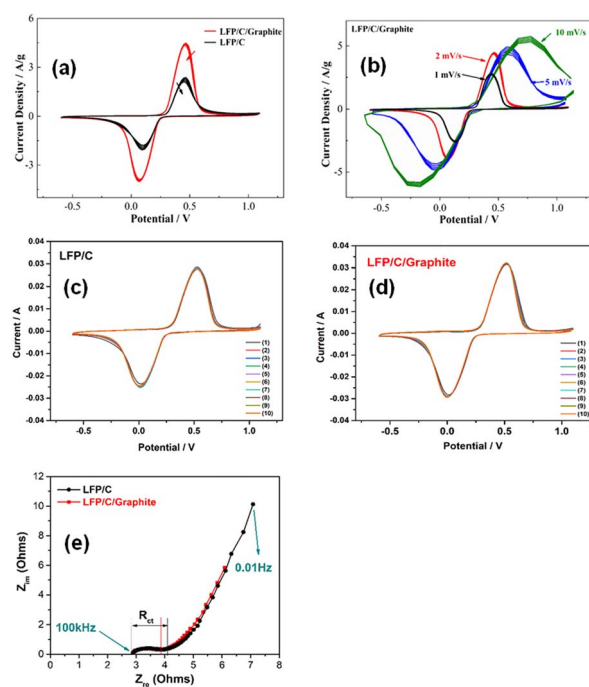 LFP/C/Graphite
LFP/C
(a)
Current Density / A/g
6
3
0
-3
-0.5
0.0
0.5
1.0
Potential / V
LFP/C/Graphite
10 mV/s
(b)
2 mV/s
1 mV/s
5 mV/s
Current Density / A/g
5
0
-5
-0.5
0.0
0.5
1.0
Potential / V
LFP/C
(c)
Current / A
0.04
0.03
0.02
0.01
0.00
-0.01
-0.02
-0.03
-0.04
(1)
(2)
(3)
(4)
(5)
(6)
(7)
(8)
(9)
(10)
-0.5
0.0
0.5
1.0
Potential / V
LFP/C/Graphite
(d)
Current / A
0.04
0.03
0.02
0.01
0.00
-0.01
-0.02
-0.03
-0.04
(1)
(2)
(3)
(4)
(5)
(6)
(7)
(8)
(9)
(10)
-0.5
0.0
0.5
1.0
Potential / V
LFP/C
LFP/C/Graphite
(e)
Zim (Ohms)
12
10
8
6
4
2
0
0.01Hz
Rct
100kHz
0
1
2
3
4
5
6
7
8
Zre (Ohms)